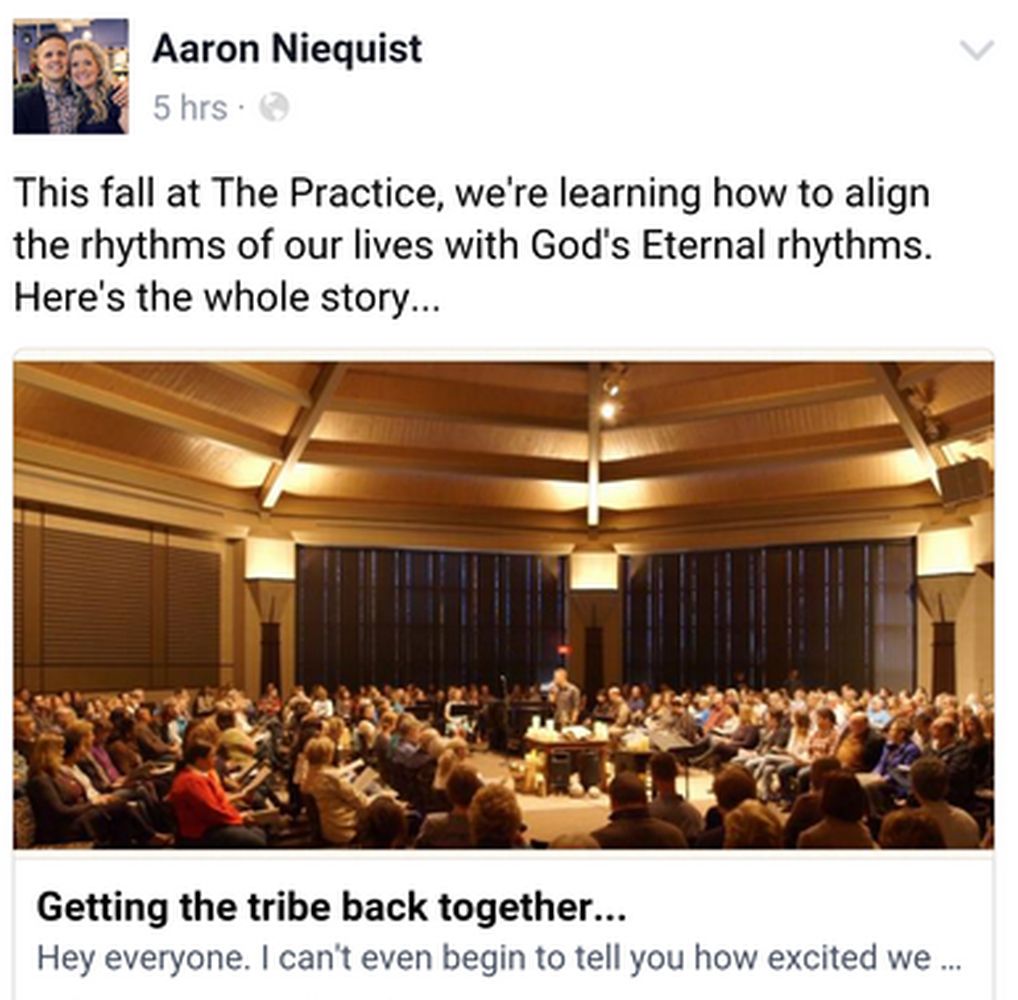 Aaron Niequist
5 hrs ·
This fall at The Practice, we're learning how to align
the rhythms of our lives with God's Eternal rhythms.
Here's the whole story...
Getting the tribe back together...
Hey everyone. I can't even begin to tell you how excited we ...